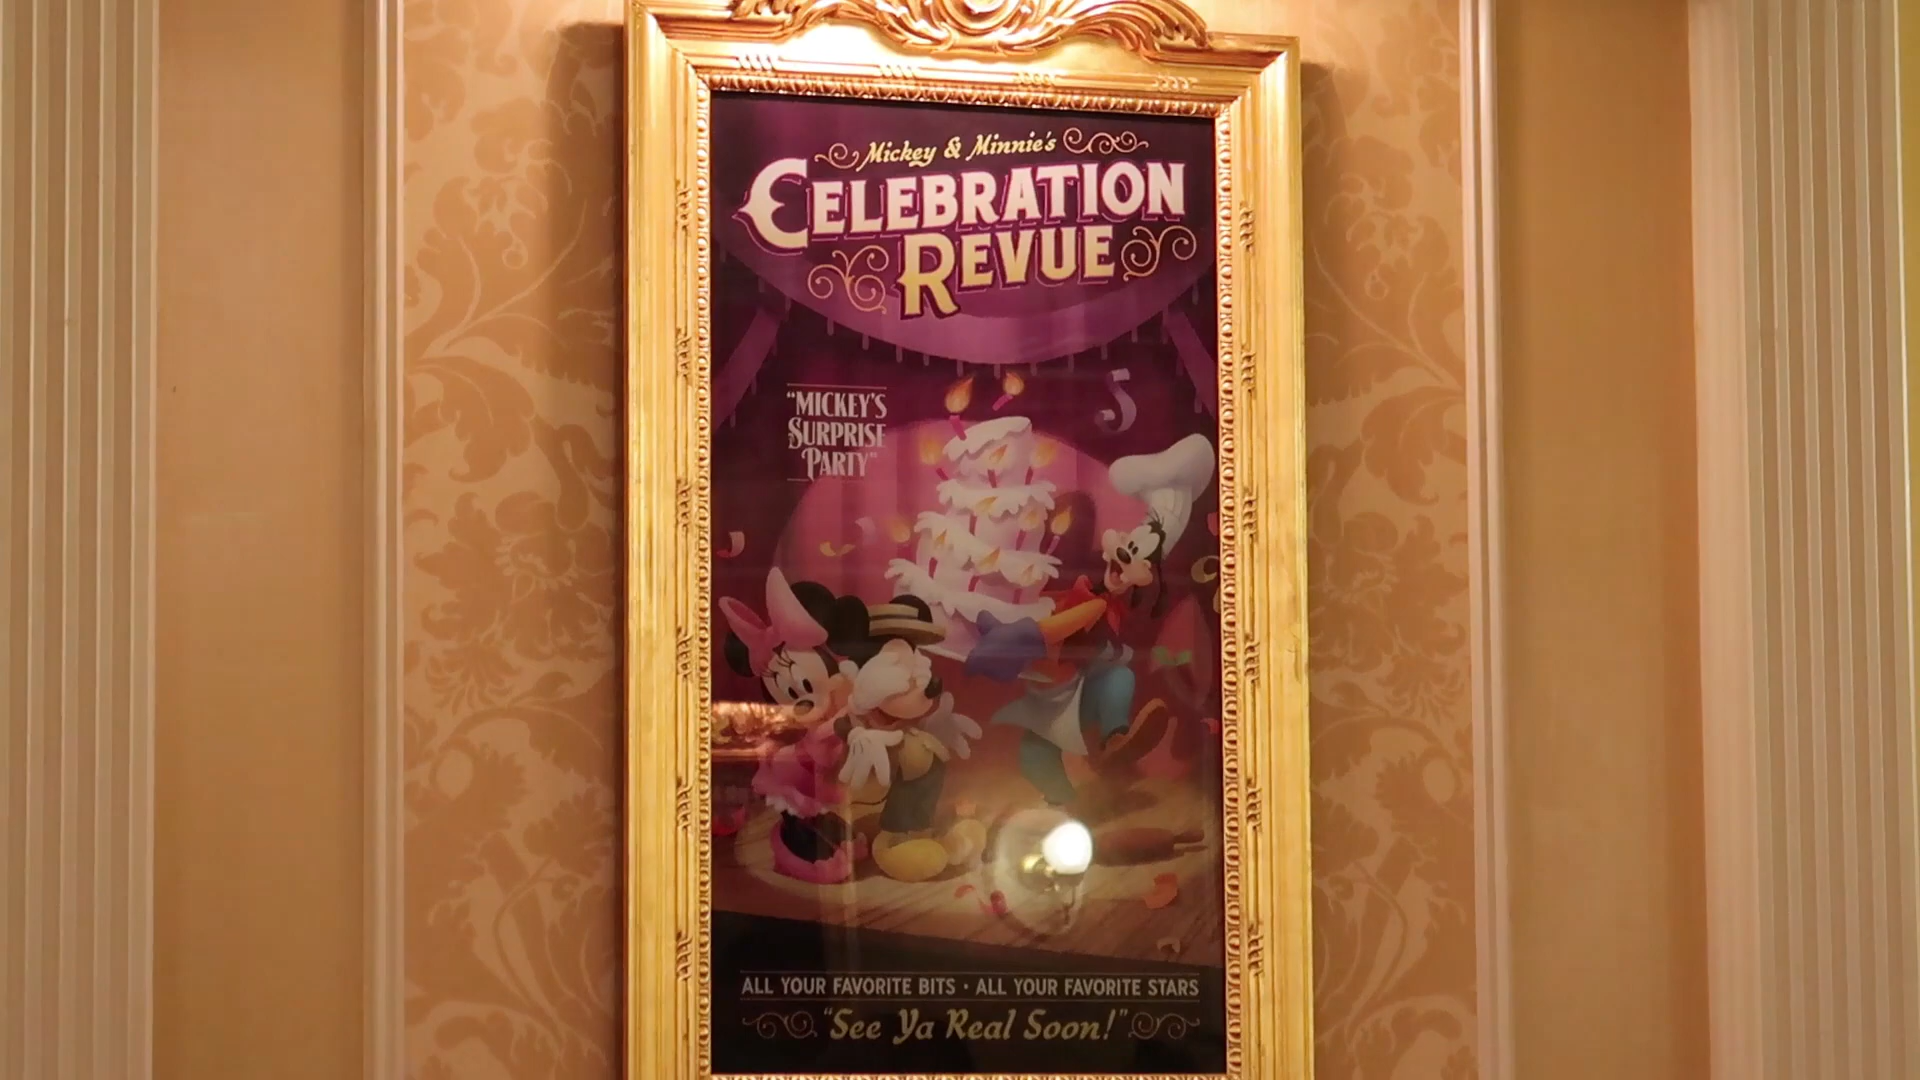 Mickey & Minnie's
CELEBRATION
REVUE
"MICKEY'S
SURPRISE
PARTY"
ALL YOUR FAVORITE BITS • ALL YOUR FAVORITE STARS
"See Ya Real Soon!"